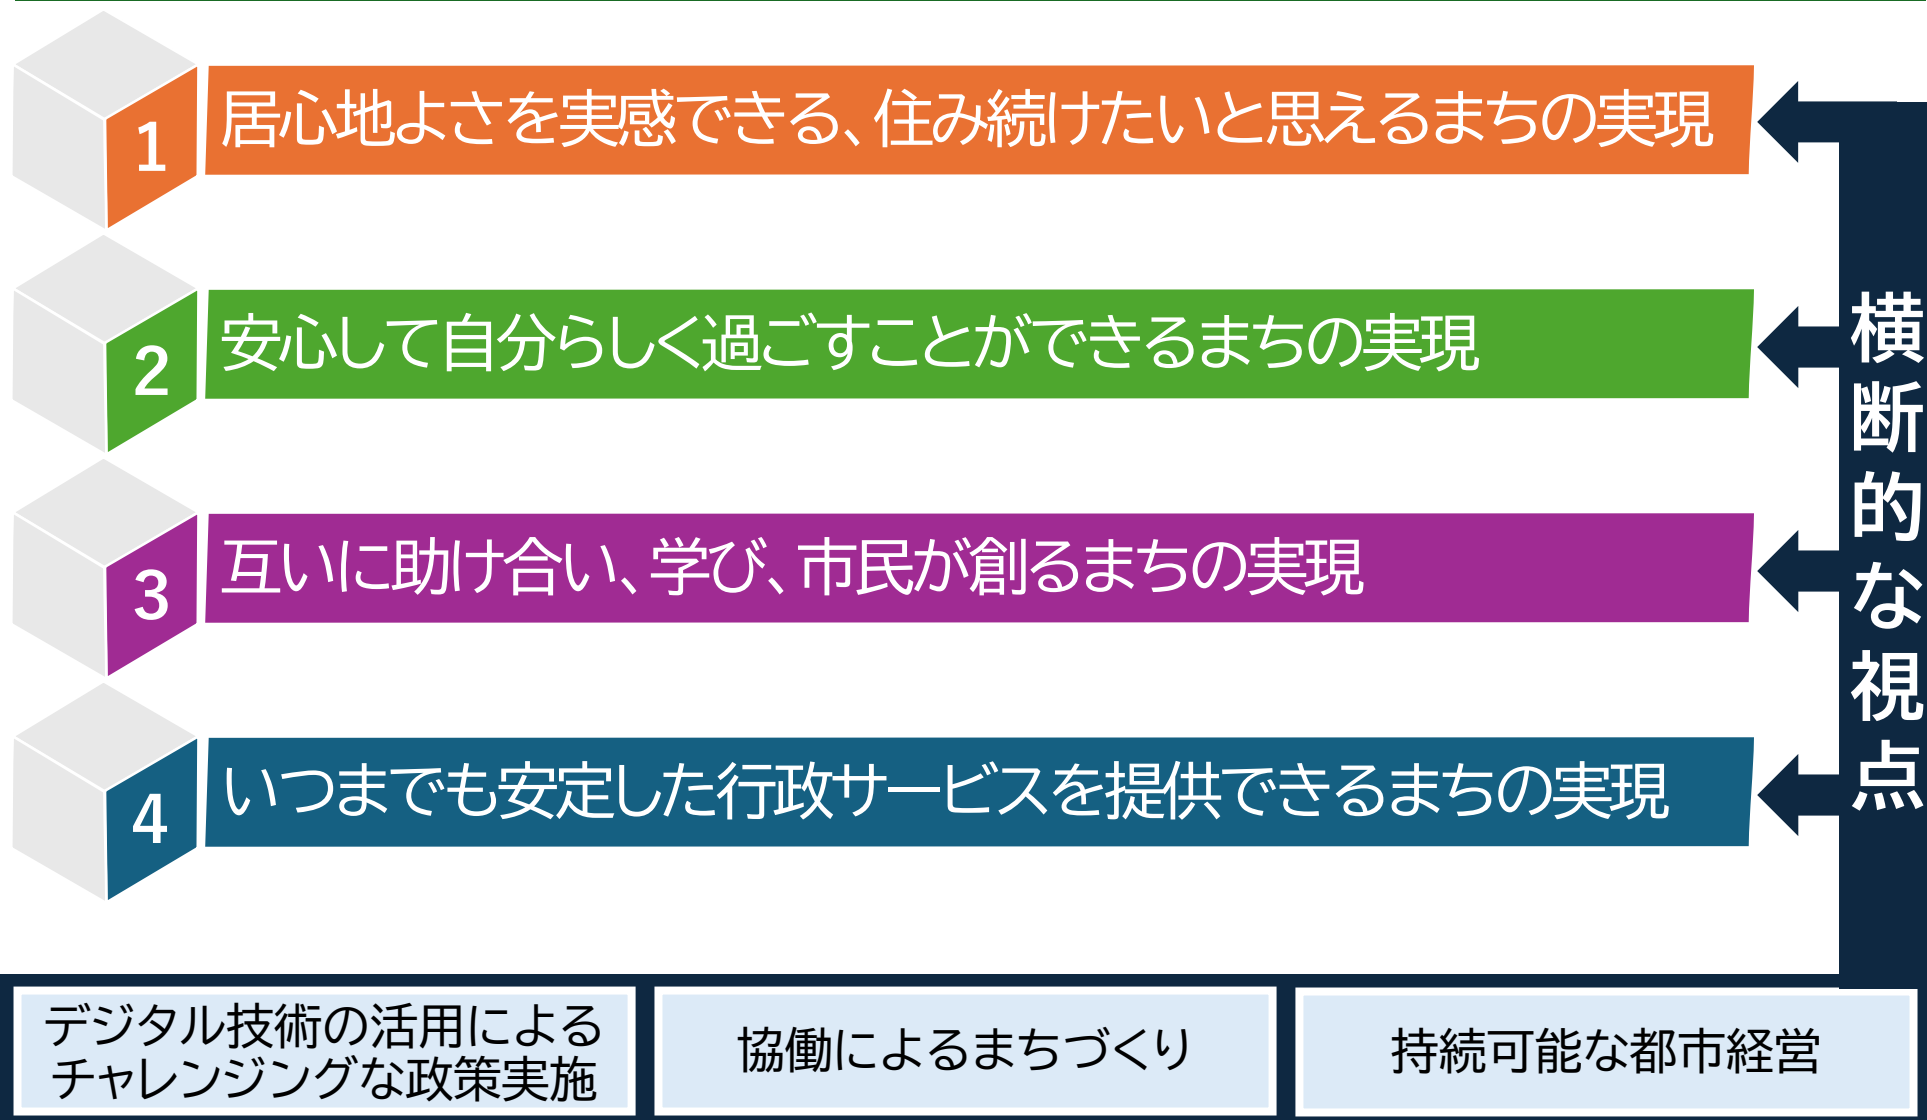 1
居心地よさを実感できる、住み続けたいと思えるまちの実現
2
安心して自分らしく過ごすことができるまちの実現
3
互いに助け合い、学び、市民が創るまちの実現
4
いつまでも安定した行政サービスを提供できるまちの実現
横断的な視点
デジタル技術の活用による
チャレンジングな政策実施
協働によるまちづくり
持続可能な都市経営